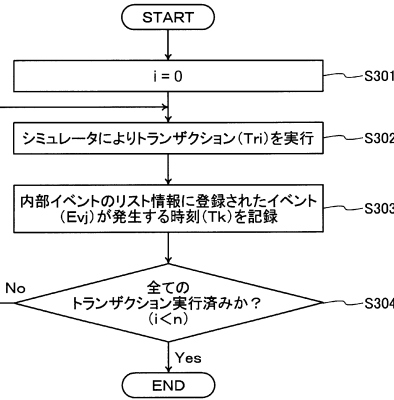 START
i = 0
S301
シミュレータによりトランザクション(Tri)を実行
S302
内部イベントのリスト情報に登録されたイベント
(Evj)が発生する時刻(Tk)を記録
S303
No
全ての
トランザクション実行済みか?
(i<n)
S304
Yes
END